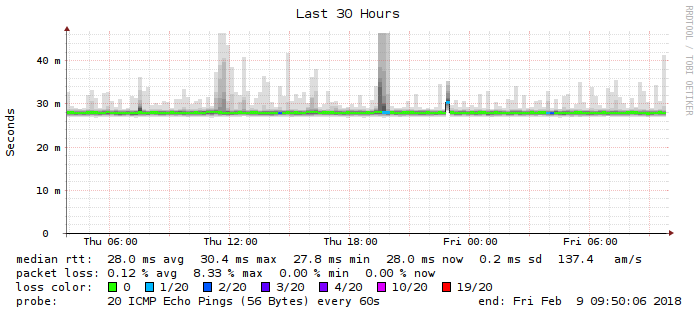 Last 30 Hours
RRDTOOL / TOBI OETIKER
Seconds
40 m
30 m
20 m
10 m
0
Thu 06:00 Thu 12:00 Thu 18:00 Fri 00:00 Fri 06:00
median rtt: 28.0 ms avg 30.4 ms max 27.8 ms min 28.0 ms now 0.2 ms sd 137.4 am/s
packet loss: 0.12 % avg 8.33 % max 0.00 % min 0.00 % now
loss color: 0 1/20 2/20 3/20 4/20 10/20 19/20
probe: 20 ICMP Echo Pings (56 Bytes) every 60s end: Fri Feb 9 09:50:06 2018